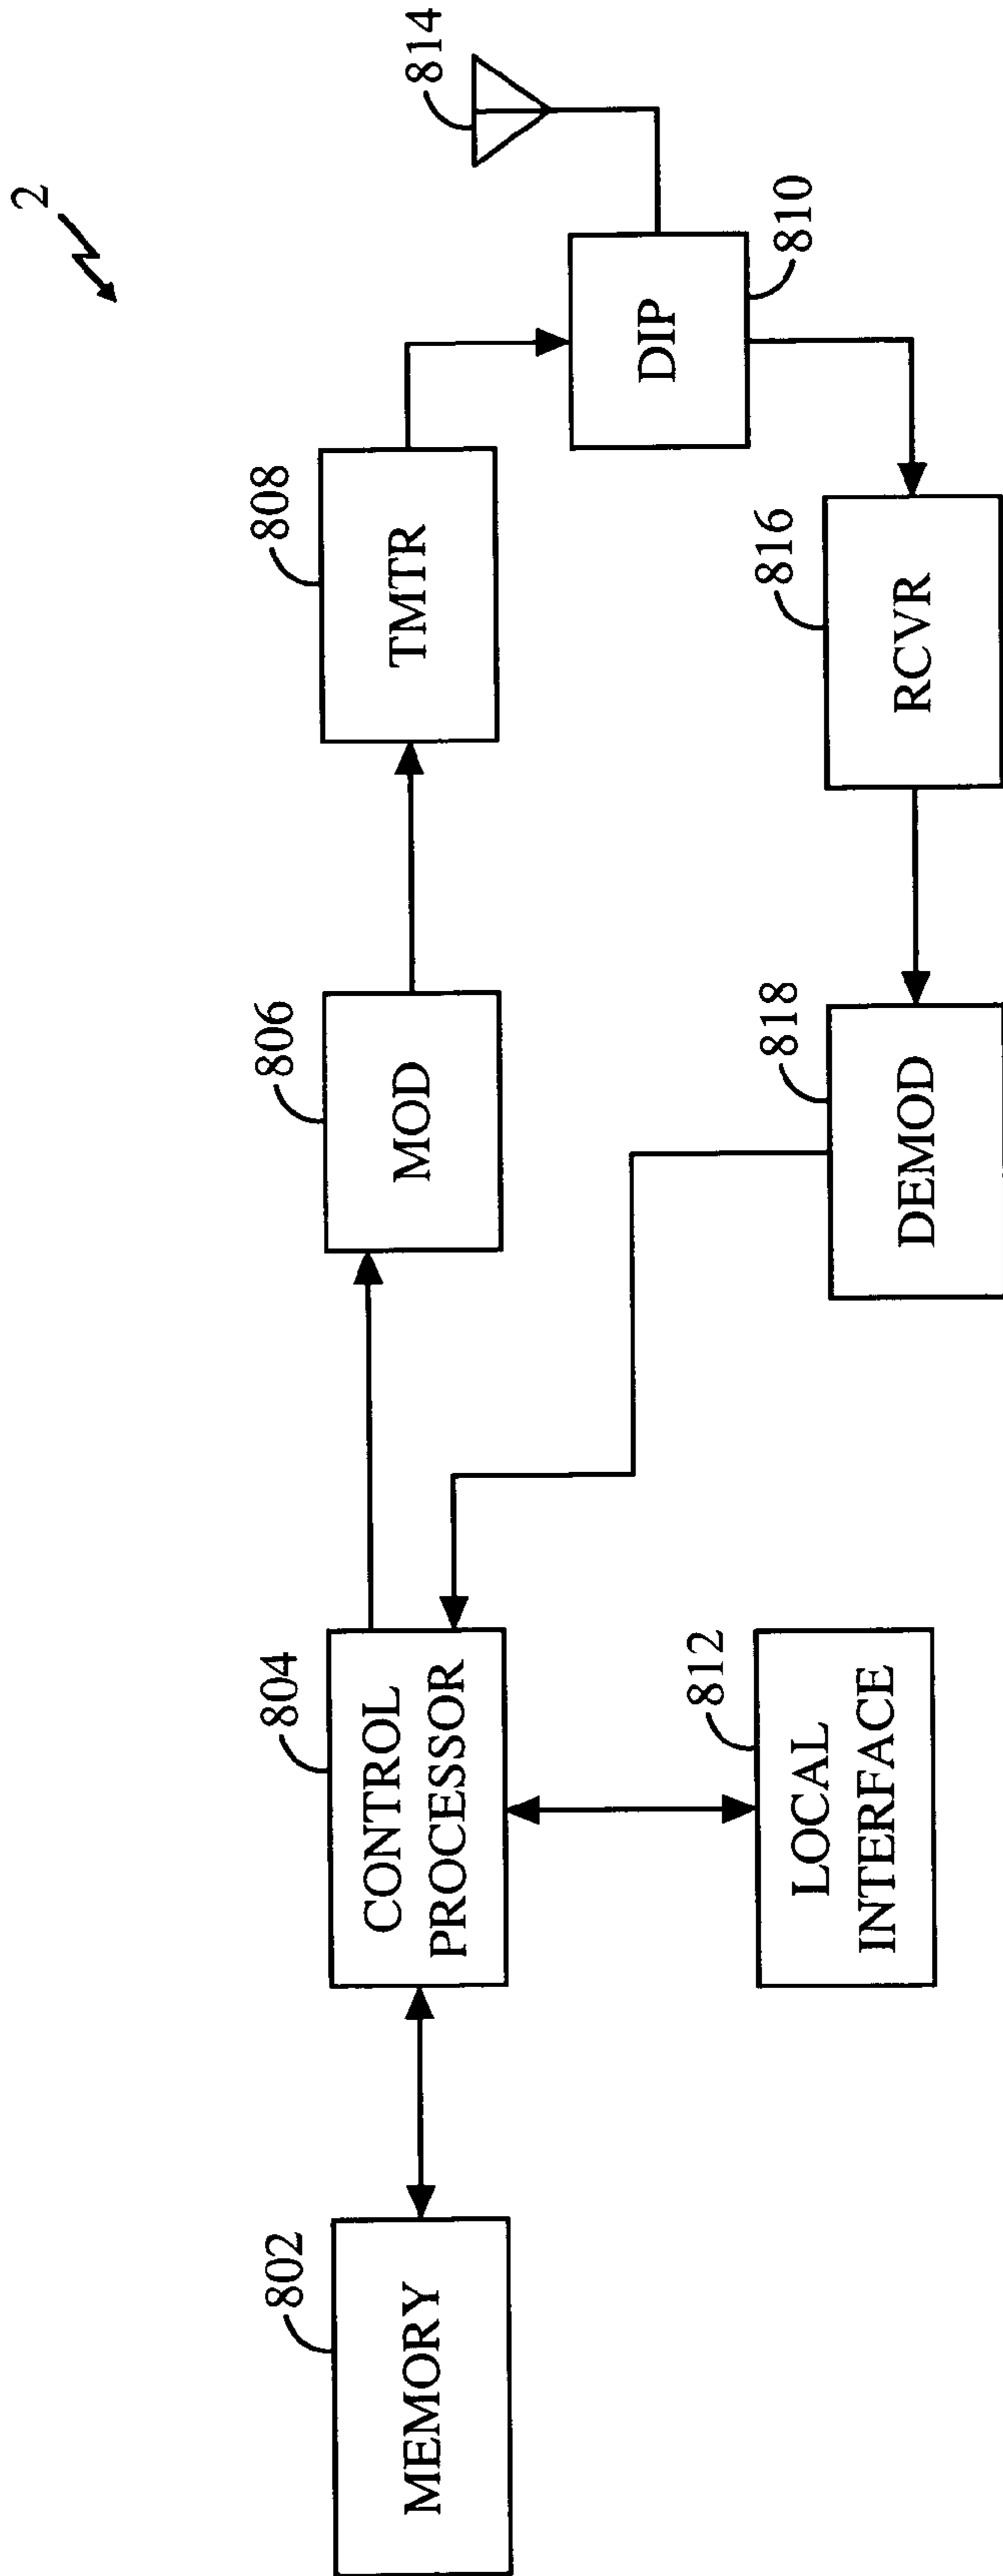 2
802
MEMORY
804
CONTROL
PROCESSOR
806
MOD
808
TMTR
814
DIP
810
812
LOCAL
INTERFACE
818
DEMOD
816
RCVR